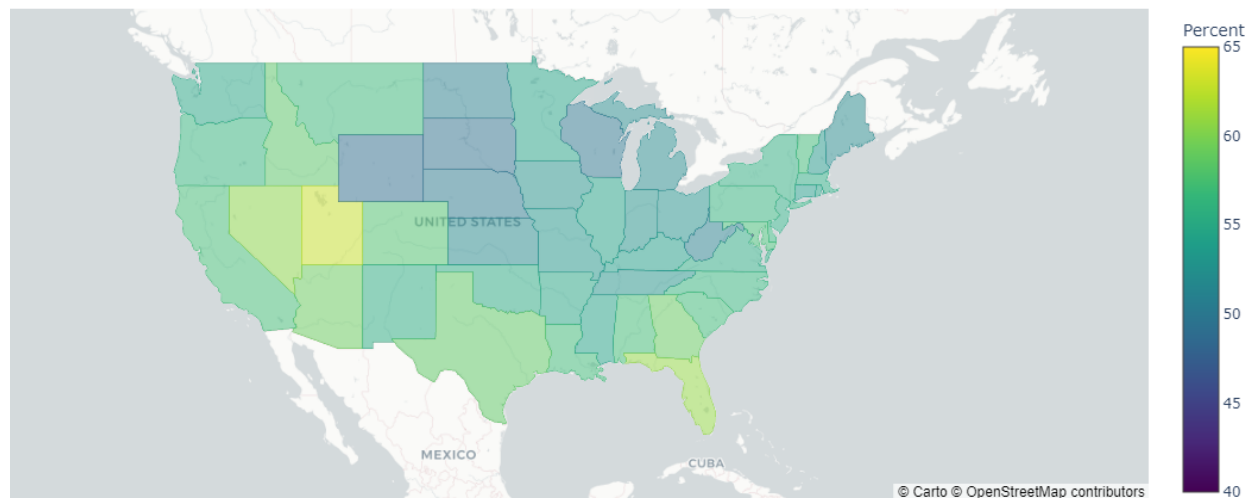 Percent
65
60
55
50
45
40
UNITED STATES
MEXICO
CUBA
© Carto © OpenStreetMap contributors